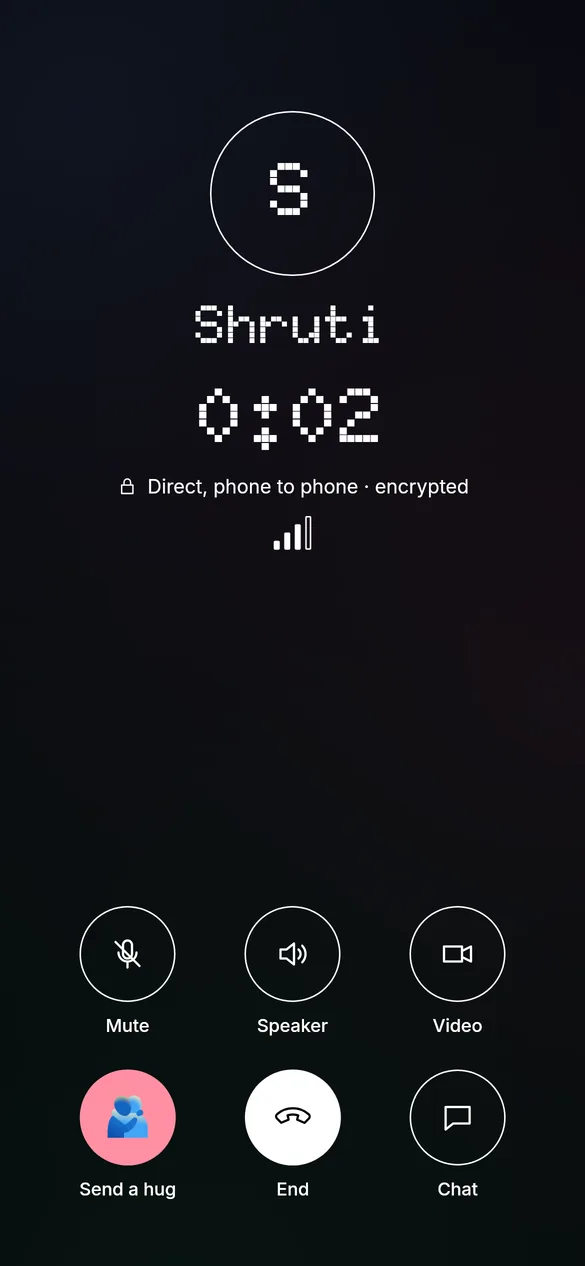 S
Shruti
0:02
Direct, phone to phone · encrypted
Mute
Speaker
Video
Send a hug
End
Chat